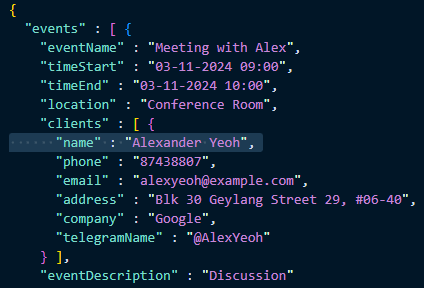 {
  "events" : [ {
    "eventName" : "Meeting with Alex",
    "timeStart" : "03-11-2024 09:00",
    "timeEnd" : "03-11-2024 10:00",
    "location" : "Conference Room",
    "clients" : [ {
      "name" : "Alexander Yeoh",
      "phone" : "87438807",
      "email" : "alexyeoh@example.com",
      "address" : "Blk 30 Geylang Street 29, #06-40",
      "company" : "Google",
      "telegramName" : "@AlexYeoh"
    } ],
    "eventDescription" : "Discussion"